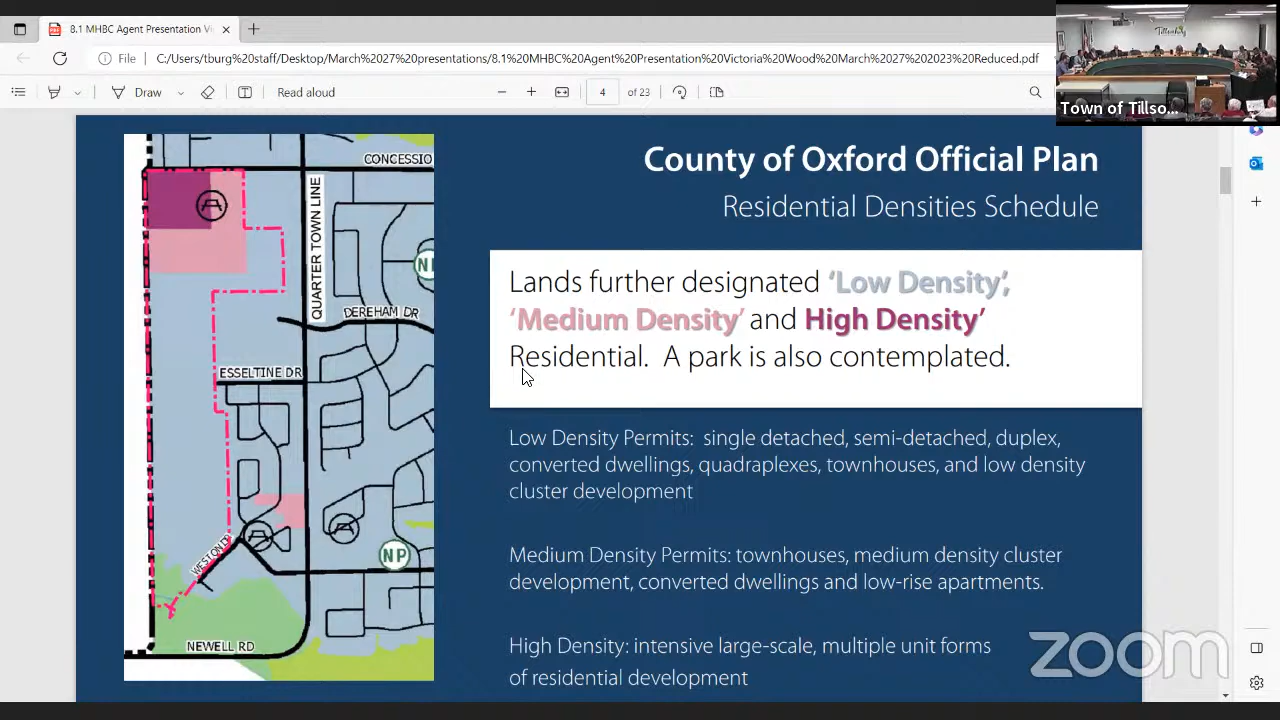 8.1 MHBC Agent Presentation V
File
C:/Users/tburg%20staff/Desktop/March%2027%20presentations/8.1%20MHBC%20Agent%20Presentation%20Victoria%20Wood%20March%2027%202023%20Reduced.pdf
Draw
Read aloud
4
of 23
Tillsonburg
Town of Tillso...
CONCESSIO
QUARTER TOWN LINE
N
DEREHAM DR
ESSELTINE DR
WESTON DR
NP
NEWELL RD
County of Oxford Official Plan
Residential Densities Schedule
Lands further designated ‘Low Density’,
‘Medium Density’ and High Density’
Residential. A park is also contemplated.
Low Density Permits: single detached, semi-detached, duplex,
converted dwellings, quadraplexes, townhouses, and low density
cluster development
Medium Density Permits: townhouses, medium density cluster
development, converted dwellings and low-rise apartments.
High Density: intensive large-scale, multiple unit forms
of residential development
zoom